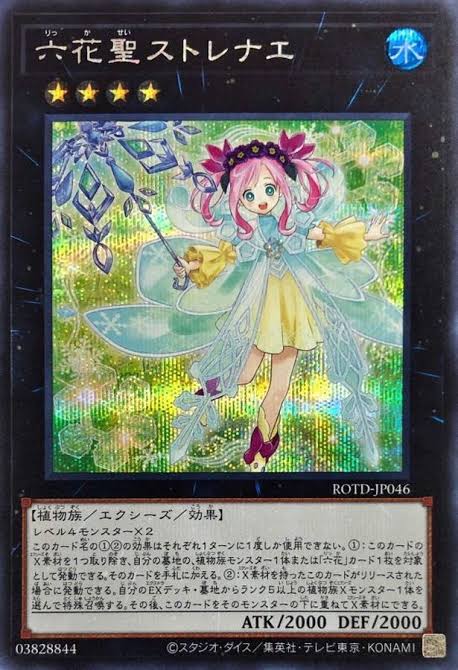 りっ か せい
六花聖ストレナエ
水
ROTD-JP046
【植物族/エクシーズ/効果】
レベル4モンスター×2
このカード名の①②の効果はそれぞれ1ターンに1度しか使用できない。①:このカードの
X素材を1つ取り除き、自分の墓地の、植物族モンスター1体または「六花」カード1枚を対象
として発動できる。そのカードを手札に加える。②:X素材を持ったこのカードがリリースされた
場合に発動できる。自分のEXデッキ・墓地からランク5以上の植物族Xモンスター1体を
選んで特殊召喚する。その後、このカードをそのモンスターの下に重ねてX素材にできる。
ATK/2000 DEF/2000
03828844
©スタジオ・ダイス/集英社・テレビ東京・KONAMI